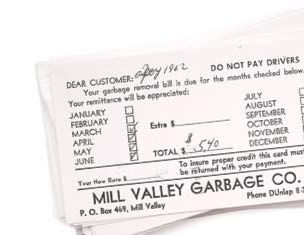 DEAR CUSTOMER: 1962 DO NOT PAY DRIVERS
Your garbage removal bill is due for the months checked below.
Your remittance will be appreciated:
JANUARY
FEBRUARY
MARCH
APRIL
MAY
JUNE
Extra $
TOTAL $ $5.40
JULY
AUGUST
SEPTEMBER
OCTOBER
NOVEMBER
DECEMBER
Your New Rate $
To insure proper credit this card must
be returned with your payment.
MILL VALLEY GARBAGE CO.
P. O. Box 469, Mill Valley Phone DUnlap 8-3